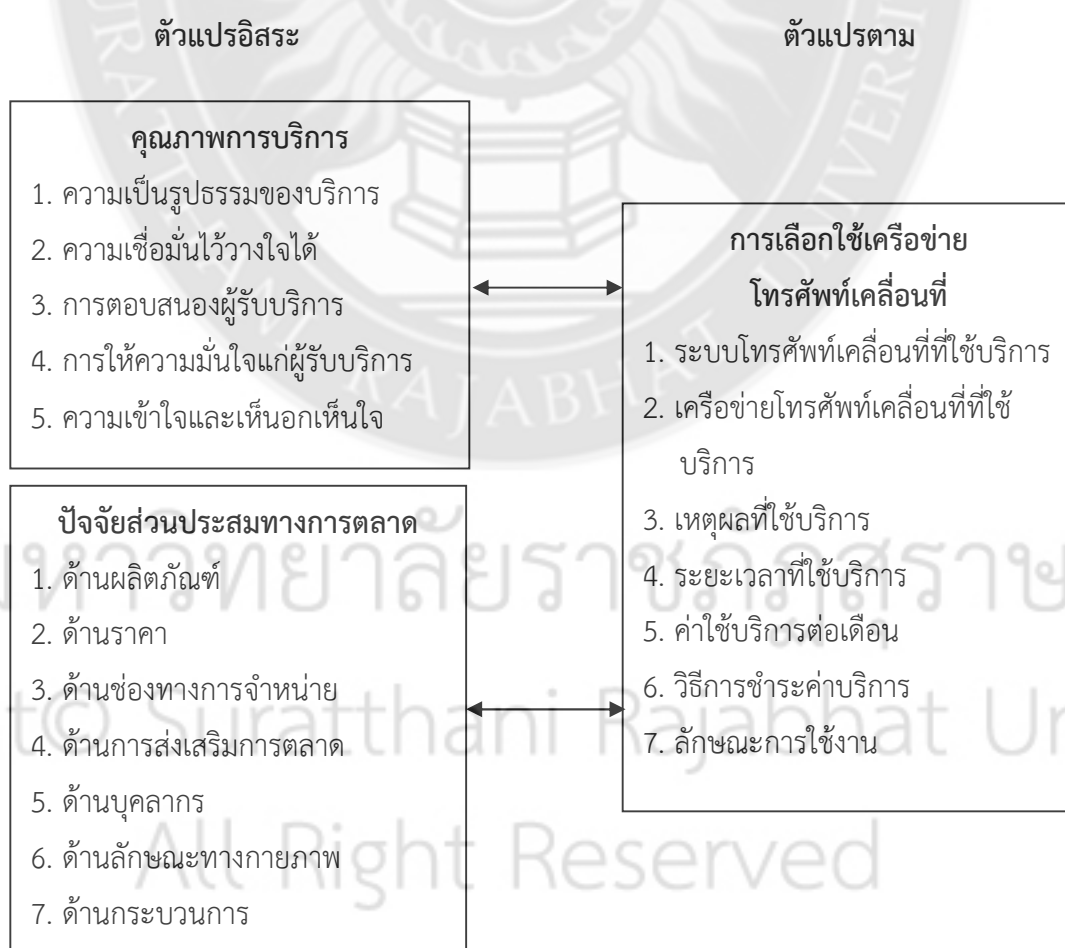 ตัวแปรอิสระ
ตัวแปรตาม
คุณภาพการบริการ
1. ความเป็นรูปธรรมของบริการ
2. ความเชื่อมั่นไว้วางใจได้
3. การตอบสนองผู้รับบริการ
4. การให้ความมั่นใจแก่ผู้รับบริการ
5. ความเข้าใจและเห็นอกเห็นใจ
ปัจจัยส่วนประสมทางการตลาด
1. ด้านผลิตภัณฑ์
2. ด้านราคา
3. ด้านช่องทางการจำหน่าย
4. ด้านการส่งเสริมการตลาด
5. ด้านบุคลากร
6. ด้านลักษณะทางกายภาพ
7. ด้านกระบวนการ
การเลือกใช้เครือข่าย
โทรศัพท์เคลื่อนที่
1. ระบบโทรศัพท์เคลื่อนที่ที่ใช้บริการ
2. เครือข่ายโทรศัพท์เคลื่อนที่ที่ใช้
บริการ
3. เหตุผลที่ใช้บริการ
4. ระยะเวลาที่ใช้บริการ
5. ค่าใช้บริการต่อเดือน
6. วิธีการชำระค่าบริการ
7. ลักษณะการใช้งาน
RAJABHAT
Suratthani Rajabhat
All Right Reserved